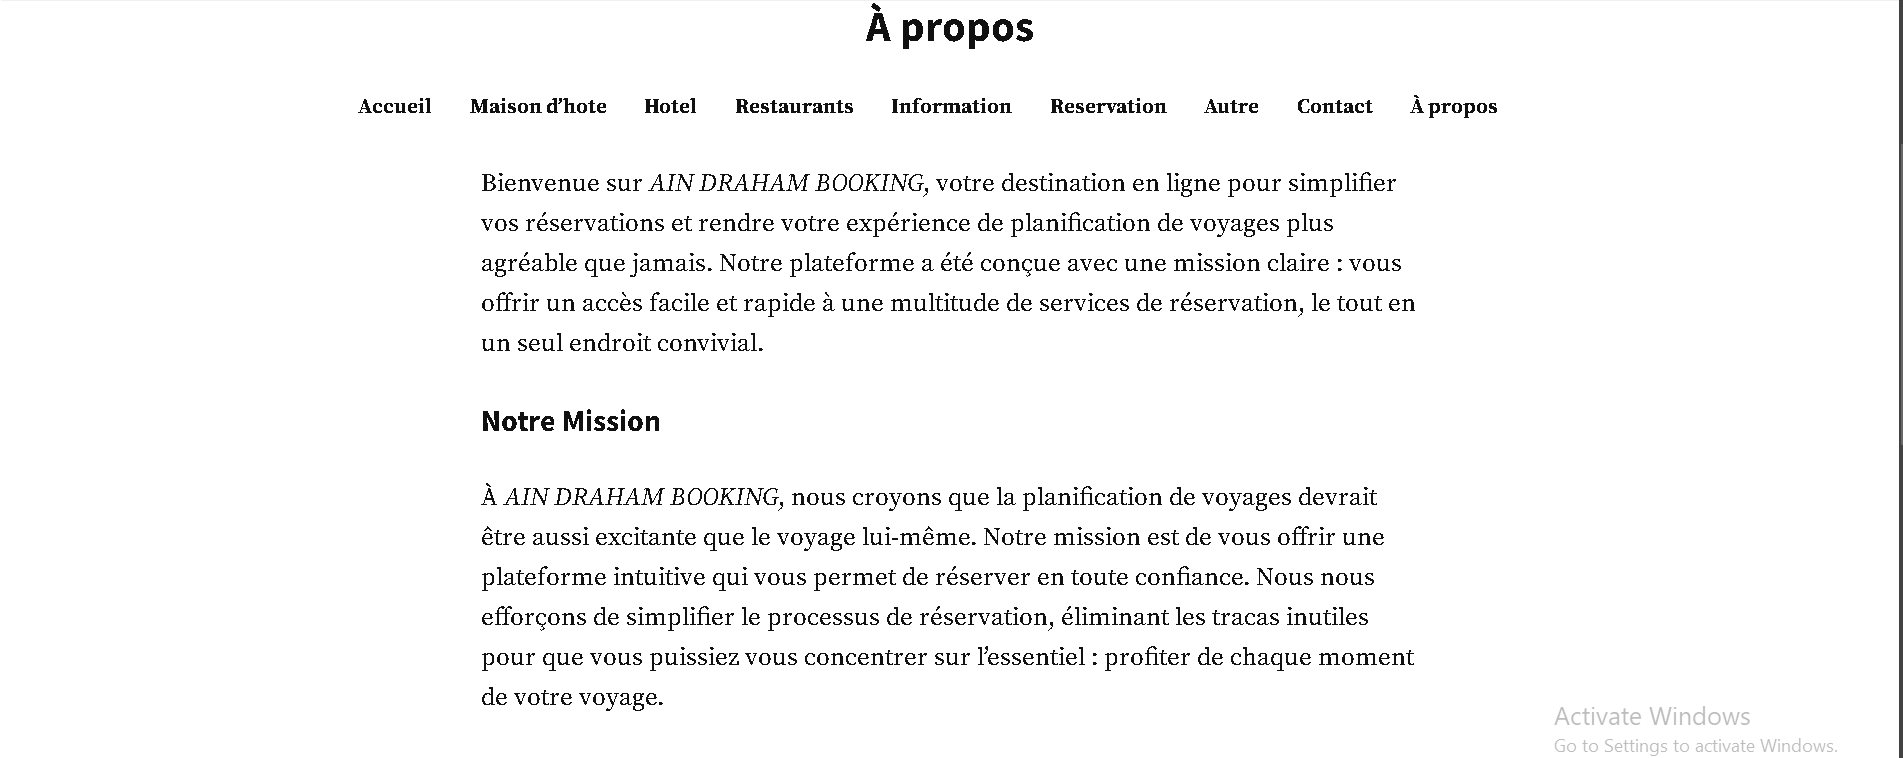 À propos
Accueil Maison d’hote Hotel Restaurants Information Reservation Autre Contact À propos
Bienvenue sur AIN DRAHAM BOOKING, votre destination en ligne pour simplifier
vos réservations et rendre votre expérience de planification de voyages plus
agréable que jamais. Notre plateforme a été conçue avec une mission claire : vous
offrir un accès facile et rapide à une multitude de services de réservation, le tout en
un seul endroit convivial.
Notre Mission
À AIN DRAHAM BOOKING, nous croyons que la planification de voyages devrait
être aussi excitante que le voyage lui-même. Notre mission est de vous offrir une
plateforme intuitive qui vous permet de réserver en toute confiance. Nous nous
efforçons de simplifier le processus de réservation, éliminant les tracas inutiles
pour que vous puissiez vous concentrer sur l’essentiel : profiter de chaque moment
de votre voyage.
Activate Windows
Go to Settings to activate Windows.